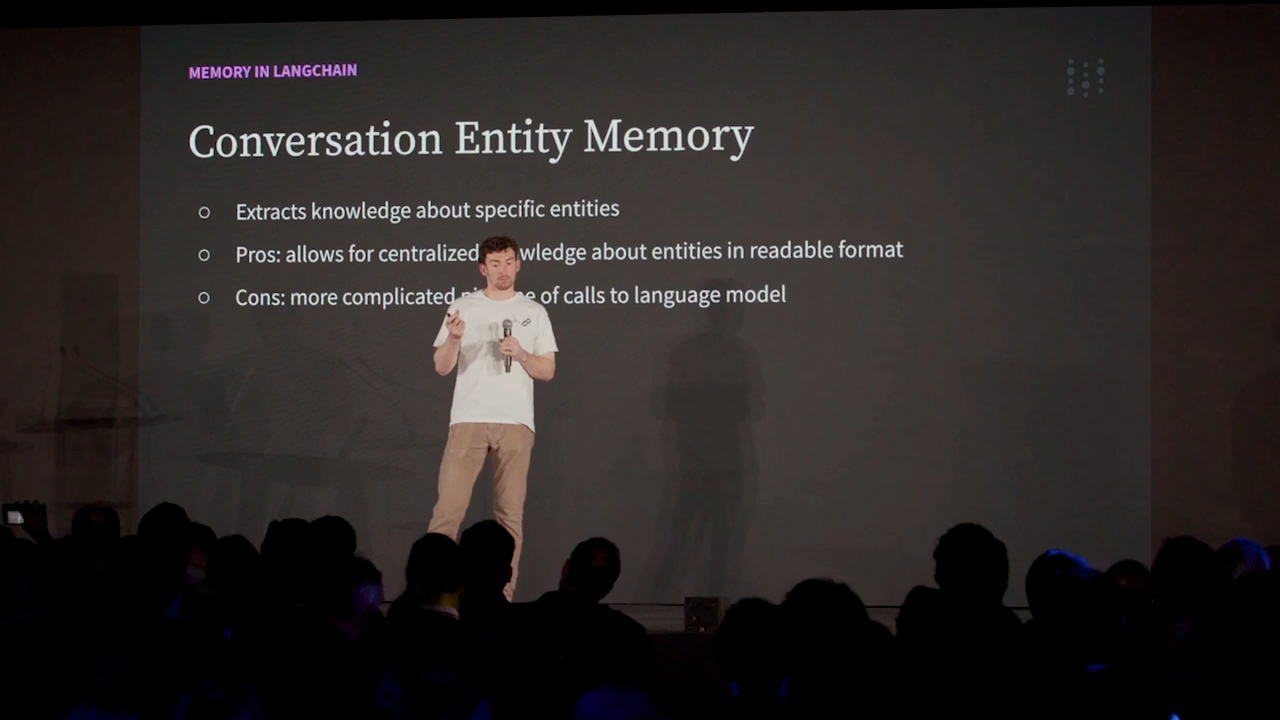 MEMORY IN LANGCHAIN
Conversation Entity Memory
Extracts knowledge about specific entities
Pros: allows for centralized wledge about entities in readable format
Cons: more complicated of calls to language model